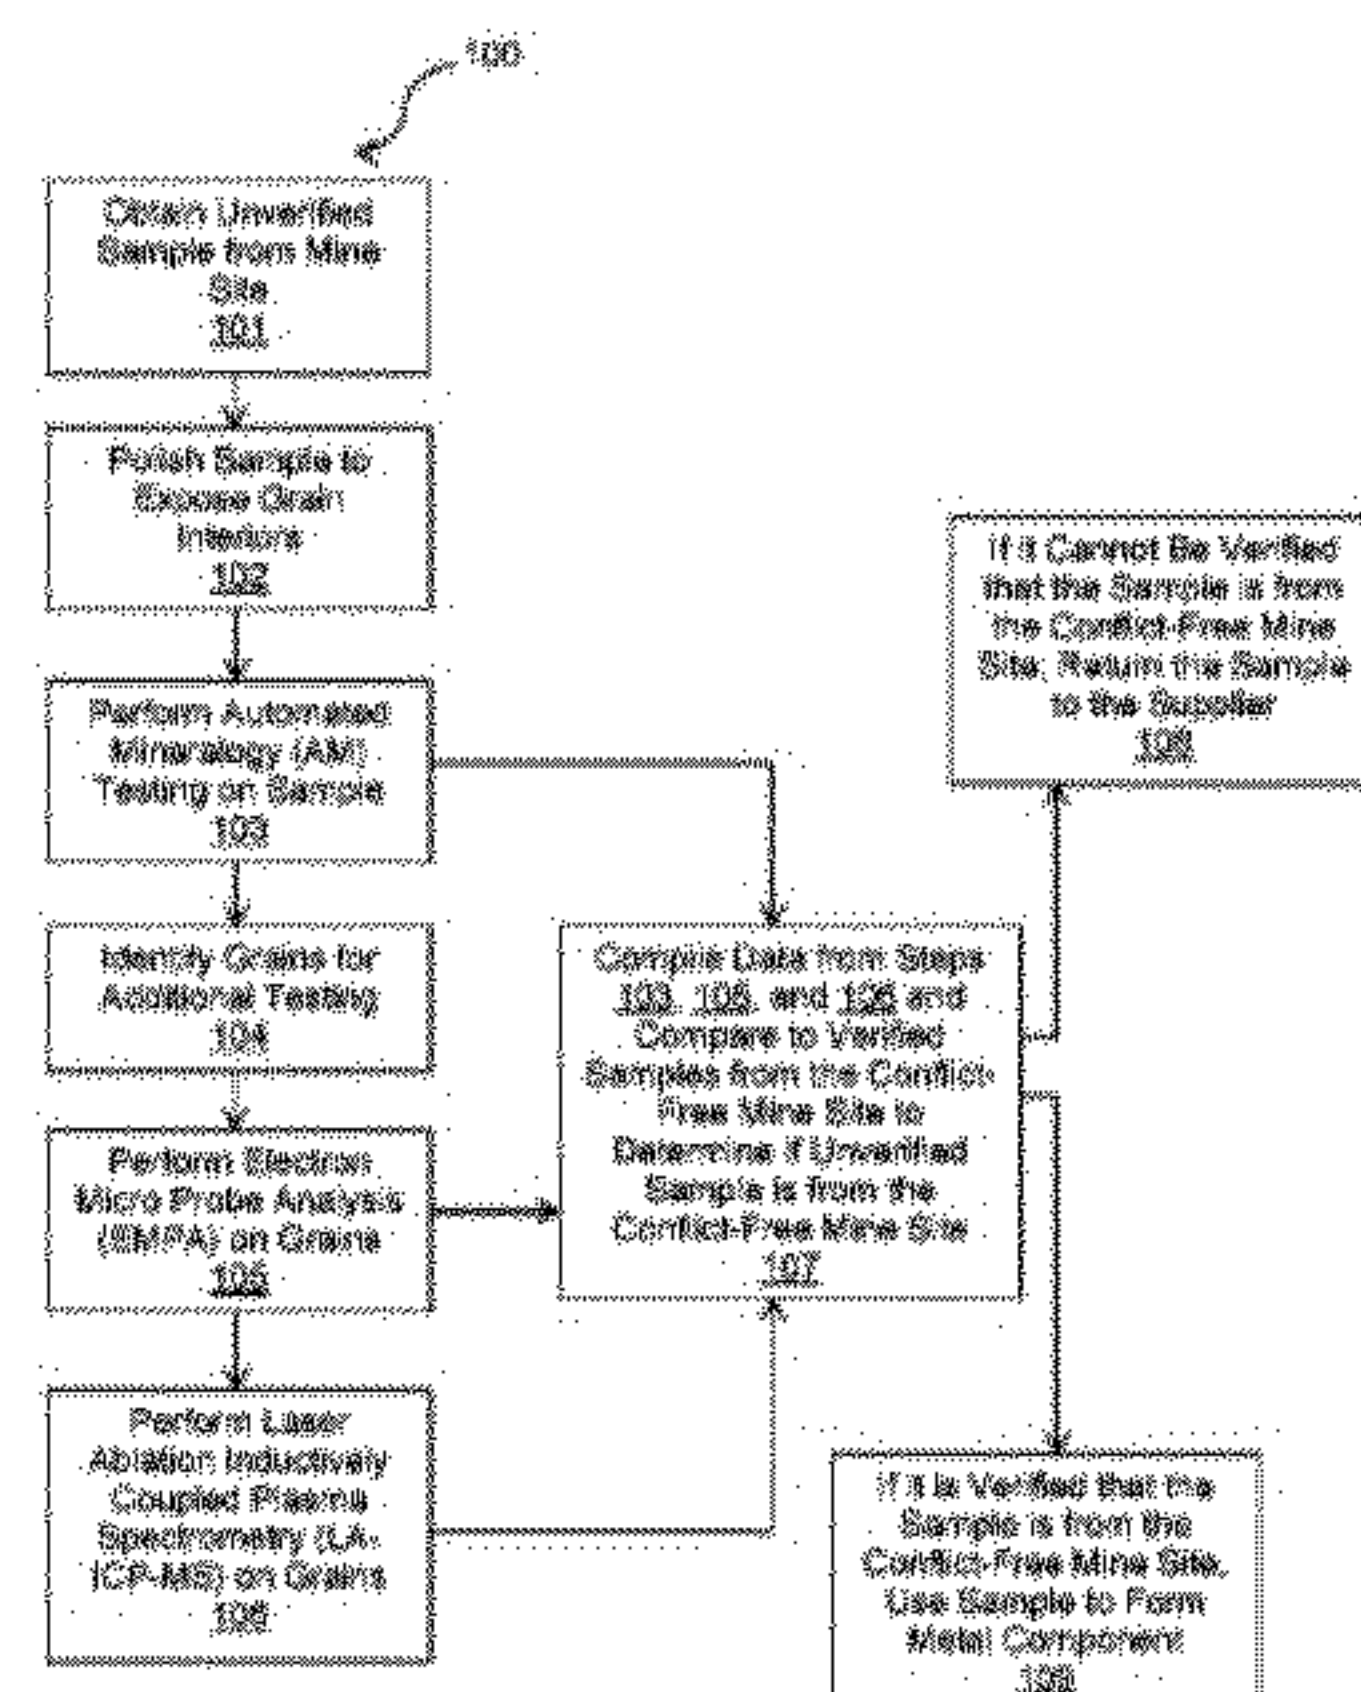 100
Obtain Unverified
Sample from Mine
Site
101
Polish Sample to
Expose Grain
Interiors
102
Perform Automated
Mineralogy (AM)
Testing on Sample
103
Identify Grains for
Additional Testing
104
Perform Electron
Micro Probe Analysis
(EMPA) on Grains
105
Perform Laser
Ablation Inductively
Coupled Plasma
Spectrometry (LA-
ICP-MS) on Grains
106
Compile Data from Steps
103, 105, and 106 and
Compare to Verified
Samples from the Conflict-
Free Mine Site to
Determine if Unverified
Sample is from the
Conflict-Free Mine Site
107
If it Cannot Be Verified
that the Sample is from
the Conflict-Free Mine
Site, Return the Sample
to the Supplier
108
If it is Verified that the
Sample is from the
Conflict-Free Mine Site,
Use Sample to Form
Metal Component
109